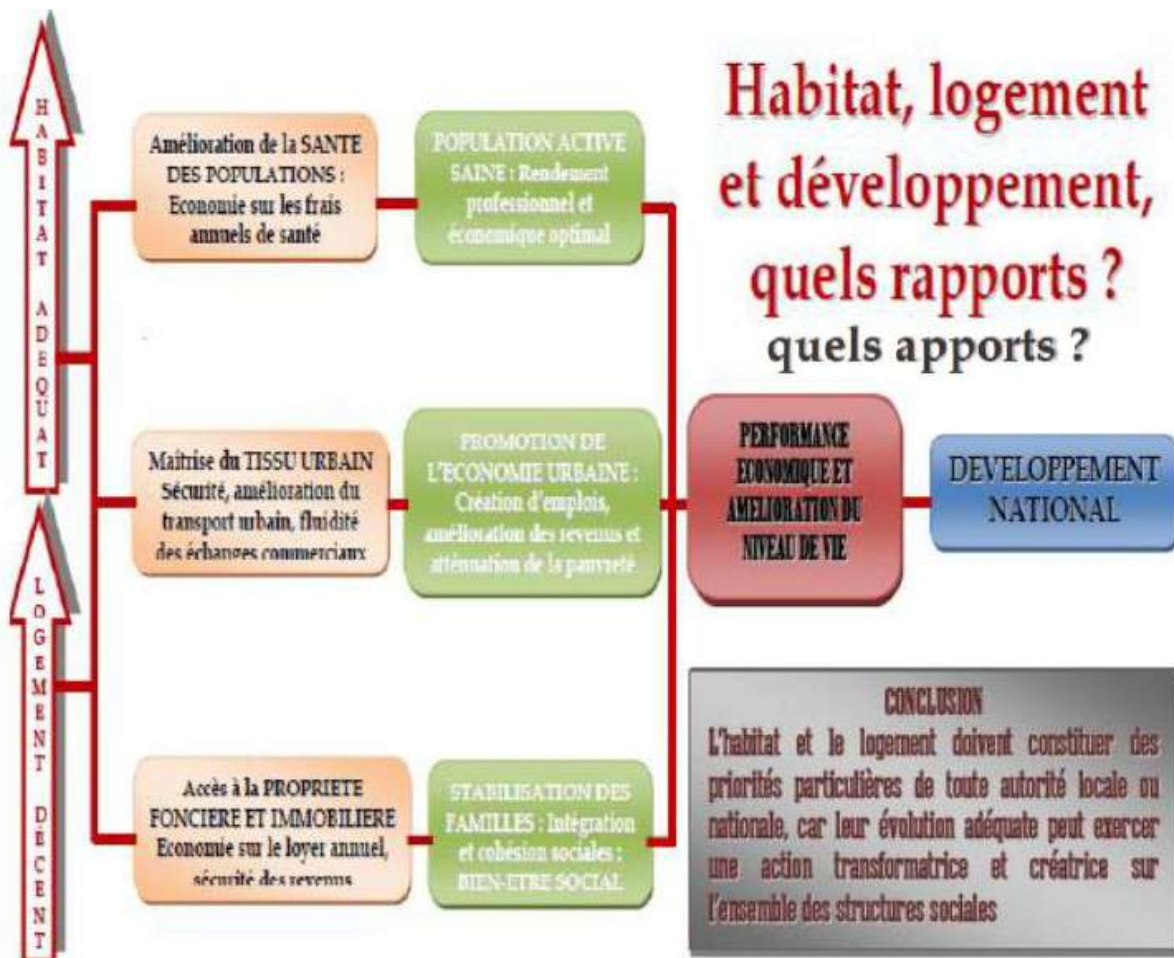 HABITAT ADEQUAT
LOGEMENT DÉCENT
Habitat, logement
et développement,
quels rapports ?
quels apports ?
Amélioration de la SANTE
DES POPULATIONS :
Economie sur les frais
annuels de santé
POPULATION ACTIVE
SAINE : Rendement
professionnel et
économique optimal
Maîtrise du TISSU URBAIN
Sécurité, amélioration du
transport urbain, fluidité
des échanges commerciaux
PROMOTION DE
L'ECONOMIE URBAINE :
Création d'emplois,
amélioration des revenus et
atténuation de la pauvreté
Accès à la PROPRIETE
FONCIERE ET IMMOBILIERE
Economie sur le loyer annuel,
sécurité des revenus
STABILISATION DES
FAMILLES : Intégration
et cohésion sociales :
BIEN-ETRE SOCIAL
PERFORMANCE
ECONOMIQUE ET
AMELIORATION DU
NIVEAU DE VIE
DEVELOPPEMENT
NATIONAL
CONCLUSION
L'habitat et le logement doivent constituer des
priorités particulières de toute autorité locale ou
nationale, car leur évolution adéquate peut exercer
une action transformatrice et créatrice sur
l'ensemble des structures sociales